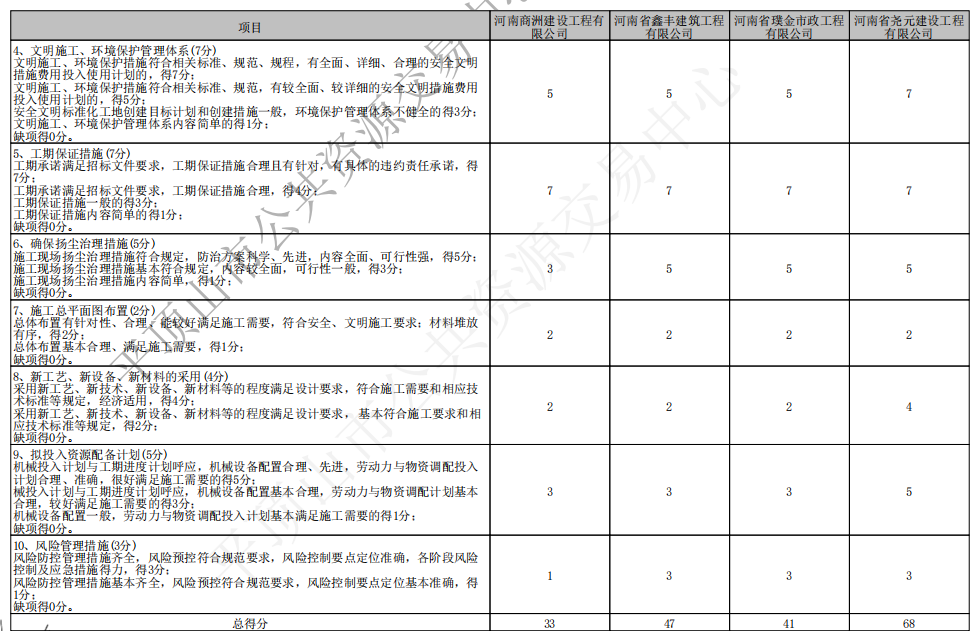 项目
河南商洲建设工程有
限公司
河南省鑫丰建筑工程
有限公司
河南省璞金市政工程
有限公司
河南省尧元建设工程
有限公司
4、文明施工、环境保护管理体系(7分)
文明施工、环境保护措施符合相关标准、规范、规程，有全面、详细、合理的安全文明
措施费用投入使用计划的，得7分；
文明施工、环境保护措施符合相关标准、规范，有较全面、较详细的安全文明措施费用
投入使用计划的，得5分；
安全文明标准化工地创建目标计划和创建措施一般，环境保护管理体系不健全的得3分；
文明施工、环境保护管理体系内容简单的得1分；
缺项得0分。
5
5
5
7
5、工期保证措施(7分)
工期承诺满足招标文件要求，工期保证措施合理且有针对，有具体的违约责任承诺，得
7分；
工期承诺满足招标文件要求，工期保证措施合理，得4分；
工期保证措施一般的得3分；
工期保证措施内容简单的得1分；
缺项得0分。
7
7
7
7
6、确保扬尘治理措施(5分)
施工现场扬尘治理措施符合规定，防治方案科学、先进，内容全面、可行性强，得5分；
施工现场扬尘治理措施基本符合规定，内容较全面，可行性一般，得3分；
施工现场扬尘治理措施内容简单，得1分；
缺项得0分。
3
5
5
5
7、施工总平面图布置(2分)
总体布置有针对性、合理、能较好满足施工需要，符合安全、文明施工要求；材料堆放
有序，得2分；
总体布置基本合理、满足施工需要，得1分；
缺项得0分。
2
2
2
2
8、新工艺、新设备、新材料的采用(4分)
采用新工艺、新技术、新设备、新材料等的程度满足设计要求，符合施工需要和相应技
术标准等规定，经济适用，得4分；
采用新工艺、新技术、新设备、新材料等的程度满足设计要求，基本符合施工要求和相
应技术标准等规定，得2分；
缺项得0分。
2
2
2
4
9、拟投入资源配备计划(5分)
机械投入计划与工期进度计划呼应，机械设备配置合理、先进，劳动力与物资调配投入
计划合理、准确，很好满足施工需要的得5分；
械投入计划与工期进度计划呼应，机械设备配置基本合理，劳动力与物资调配计划基本
合理，较好满足施工需要的得3分；
机械设备配置一般，劳动力与物资调配投入计划基本满足施工需要的得1分；
缺项得0分。
3
3
3
5
10、风险管理措施(3分)
风险防控管理措施齐全，风险预控符合规范要求，风险控制要点定位准确，各阶段风险
控制及应急措施得力，得3分；
风险防控管理措施基本齐全，风险预控符合规范要求，风险控制要点定位基本准确，得
1分；
缺项得0分。
1
3
3
3
总得分
33
47
41
68
平顶山市公共资源交易中心
平顶山市公共资源交易中心